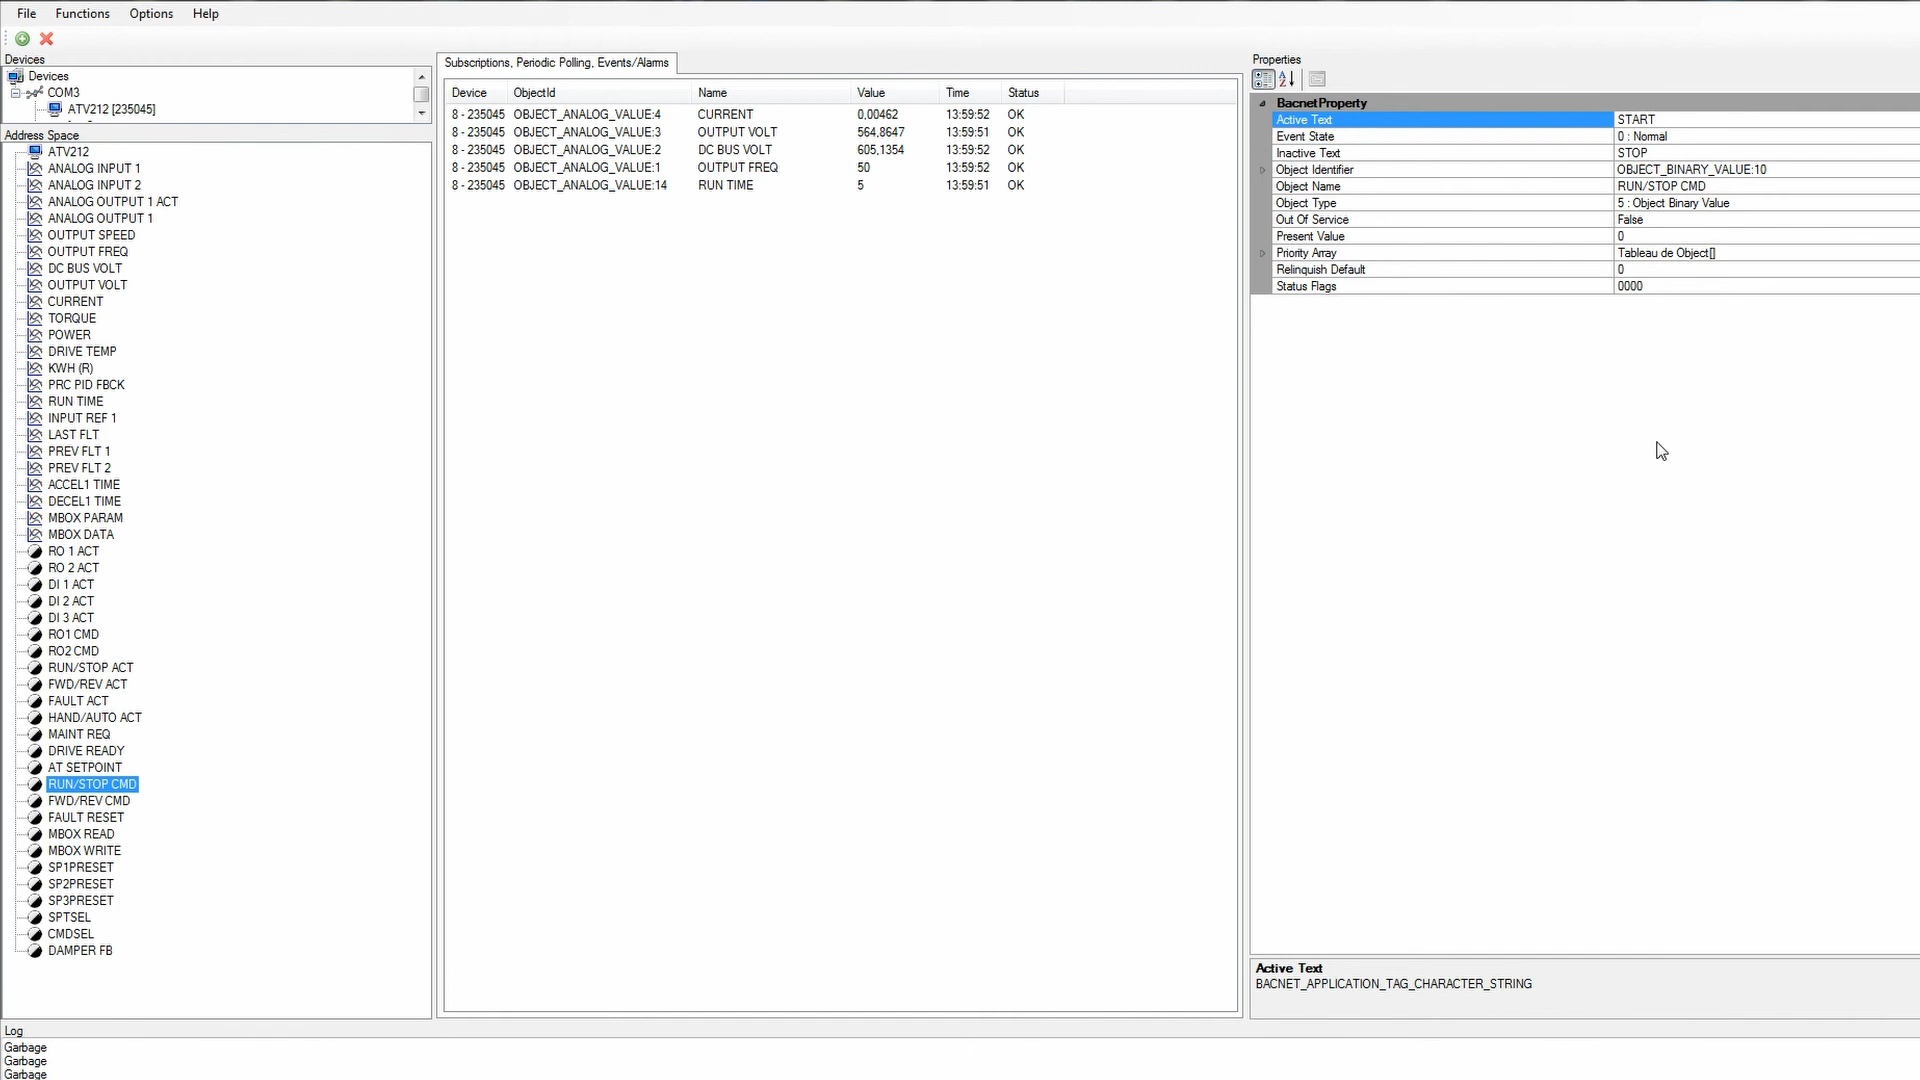 File Functions Options Help
Devices
Devices
COM3
ATV212 [235045]
Address Space
ATV212
ANALOG INPUT 1
ANALOG INPUT 2
ANALOG OUTPUT 1 ACT
ANALOG OUTPUT 1
OUTPUT SPEED
OUTPUT FREQ
DC BUS VOLT
OUTPUT VOLT
CURRENT
TORQUE
POWER
DRIVE TEMP
KWH (R)
PRC PID FBCK
RUN TIME
INPUT REF 1
LAST FLT
PREV FLT 1
PREV FLT 2
ACCEL1 TIME
DECEL1 TIME
MBOX PARAM
MBOX DATA
RO 1 ACT
RO 2 ACT
DI 1 ACT
DI 2 ACT
DI 3 ACT
RO1 CMD
RO2 CMD
RUN/STOP ACT
FWD/REV ACT
FAULT ACT
HAND/AUTO ACT
MAINT REQ
DRIVE READY
AT SETPOINT
RUN/STOP CMD
FWD/REV CMD
FAULT RESET
MBOX READ
MBOX WRITE
SP1PRESET
SP2PRESET
SP3PRESET
SPTSEL
CMDSEL
DAMPER FB
Subscriptions, Periodic Polling, Events/Alarms
Device ObjectId Name Value Time Status
8 - 235045 OBJECT_ANALOG_VALUE:4 CURRENT 0,00462 13:59:52 OK
8 - 235045 OBJECT_ANALOG_VALUE:3 OUTPUT VOLT 564,8647 13:59:51 OK
8 - 235045 OBJECT_ANALOG_VALUE:2 DC BUS VOLT 605,1354 13:59:52 OK
8 - 235045 OBJECT_ANALOG_VALUE:1 OUTPUT FREQ 50 13:59:52 OK
8 - 235045 OBJECT_ANALOG_VALUE:14 RUN TIME 5 13:59:51 OK
Properties
BacnetProperty
Active Text START
Event State 0 : Normal
Inactive Text STOP
Object Identifier OBJECT_BINARY_VALUE:10
Object Name RUN/STOP CMD
Object Type 5 : Object Binary Value
Out Of Service False
Present Value 0
Priority Array Tableau de Object[]
Relinquish Default 0
Status Flags 0000
Active Text
BACNET_APPLICATION_TAG_CHARACTER_STRING
Log
Garbage
Garbage
Garbage